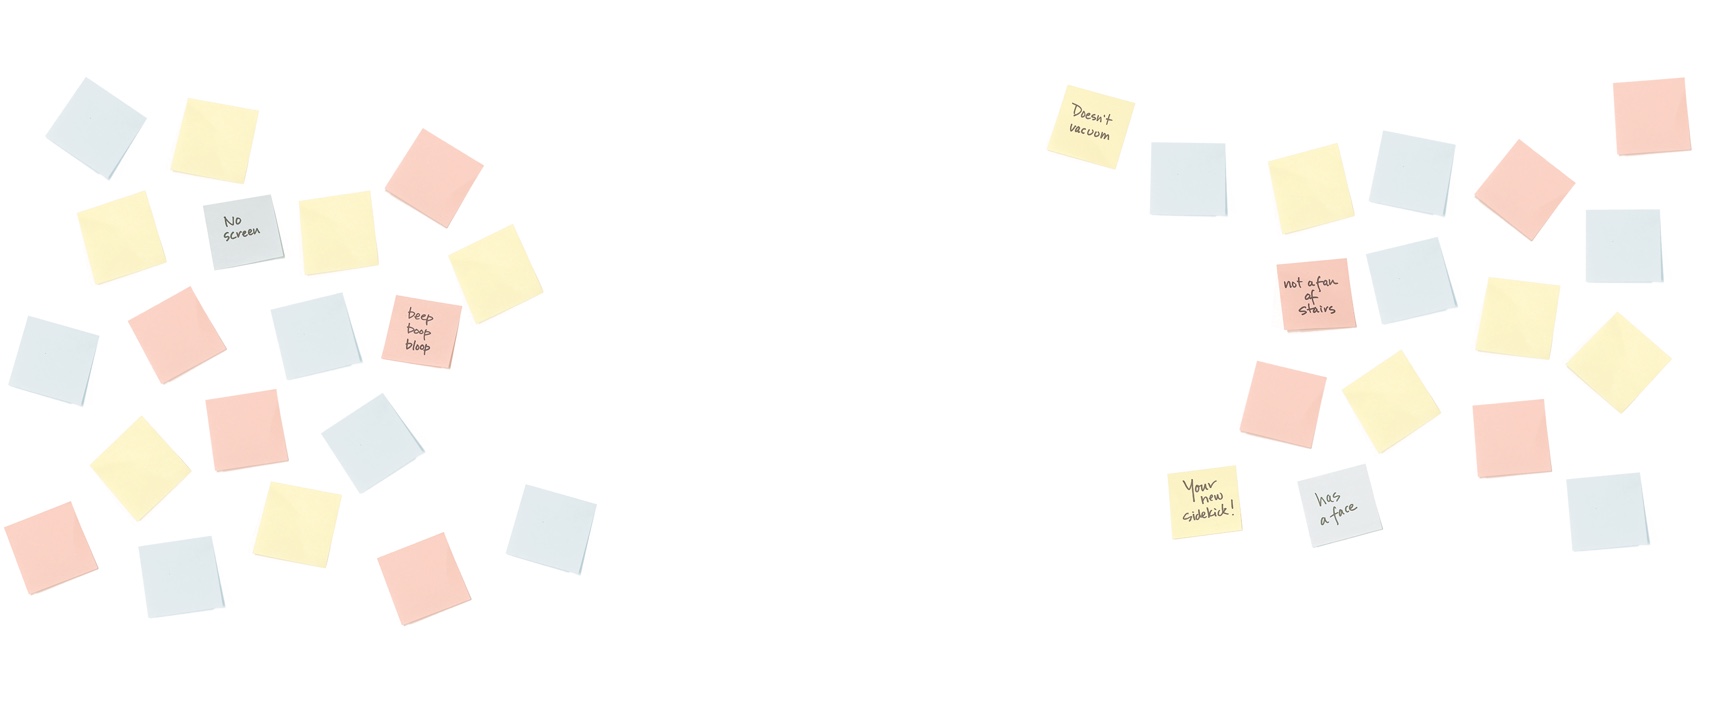 No
screen
beep
boop
bloop
Doesn't
vacuum
not a fan
of
stairs
Your
new
sidekick!
has
a face